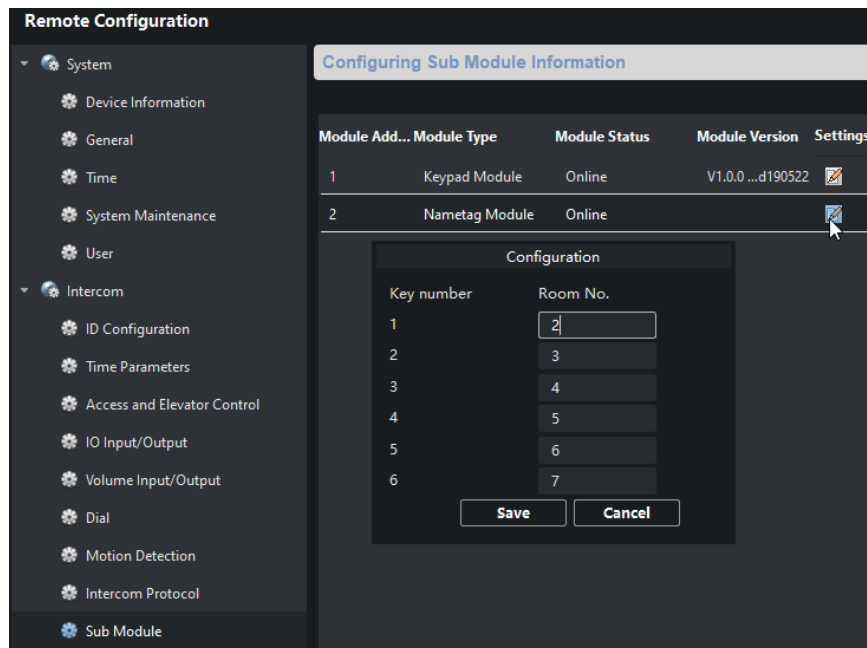 Remote Configuration
System
Device Information
General
Time
System Maintenance
User
Intercom
ID Configuration
Time Parameters
Access and Elevator Control
IO Input/Output
Volume Input/Output
Dial
Motion Detection
Intercom Protocol
Sub Module
Configuring Sub Module Information
Module Add... Module Type Module Status Module Version Settings
1 Keypad Module Online V1.0.0 ...d190522
2 Nametag Module Online
Configuration
Key number Room No.
1 2
2 3
3 4
4 5
5 6
6 7
Save Cancel